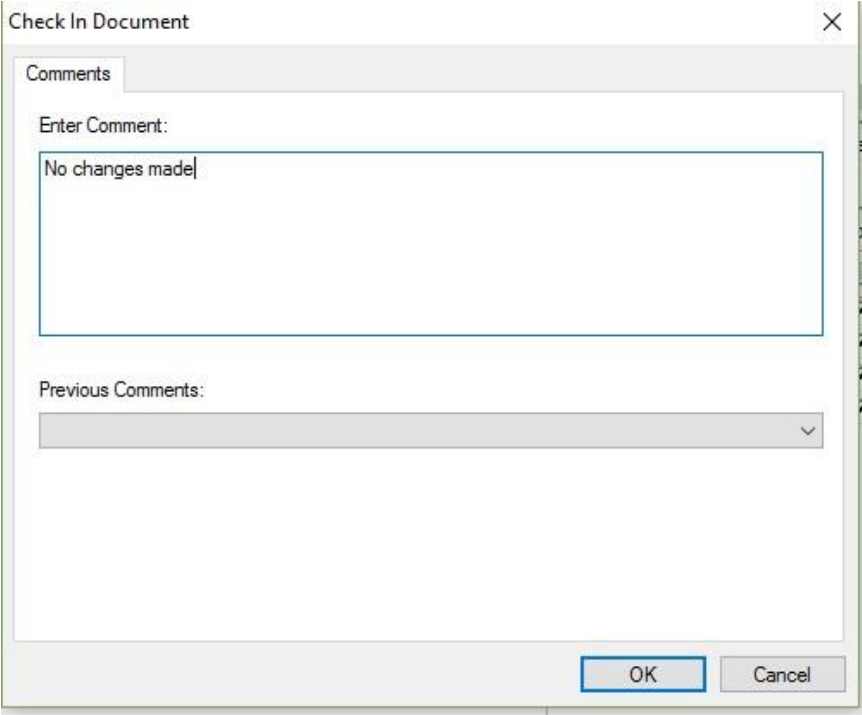 Check In Document
Comments
Enter Comment:
No changes made
Previous Comments:
OK
Cancel